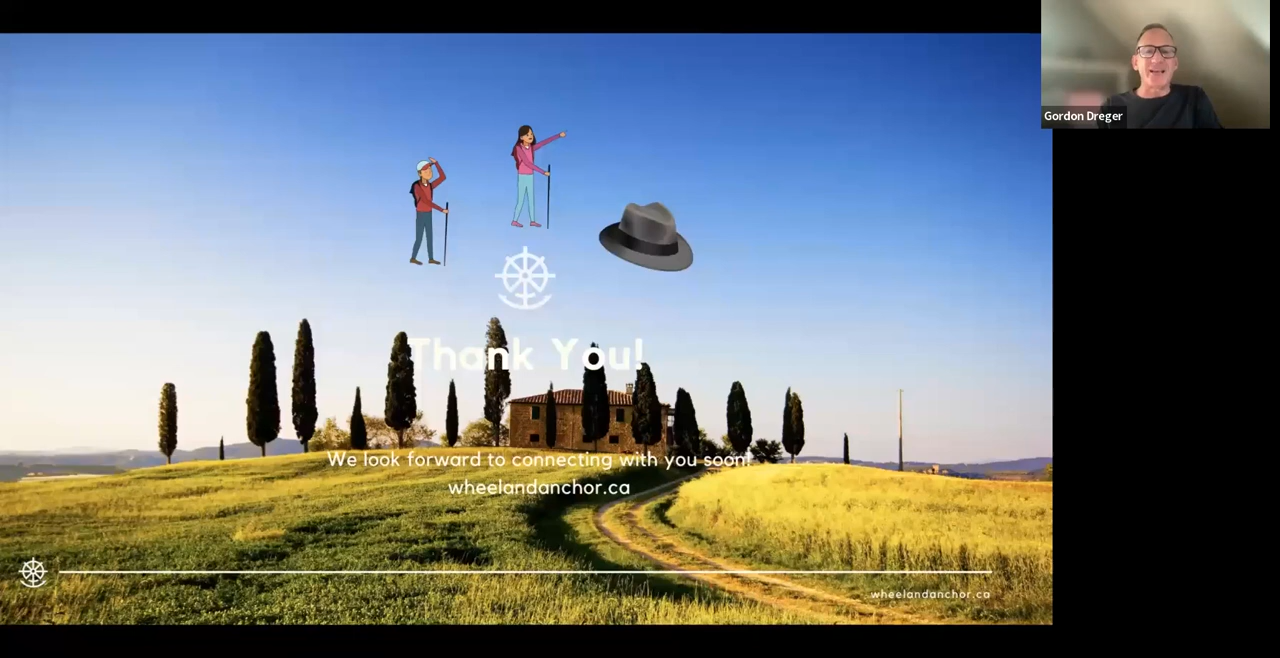 Gordon Dreger
Thank You!
We look forward to connecting with you soon!
wheelandanchor.ca
wheelandanchor.ca